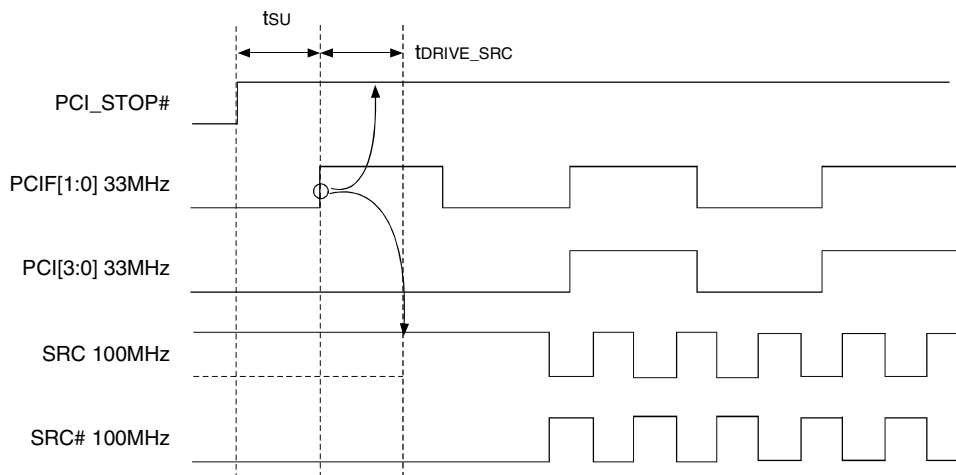 tSU
tDRIVE_SRC
PCI_STOP#
PCIF[1:0] 33MHz
PCI[3:0] 33MHz
SRC 100MHz
SRC# 100MHz